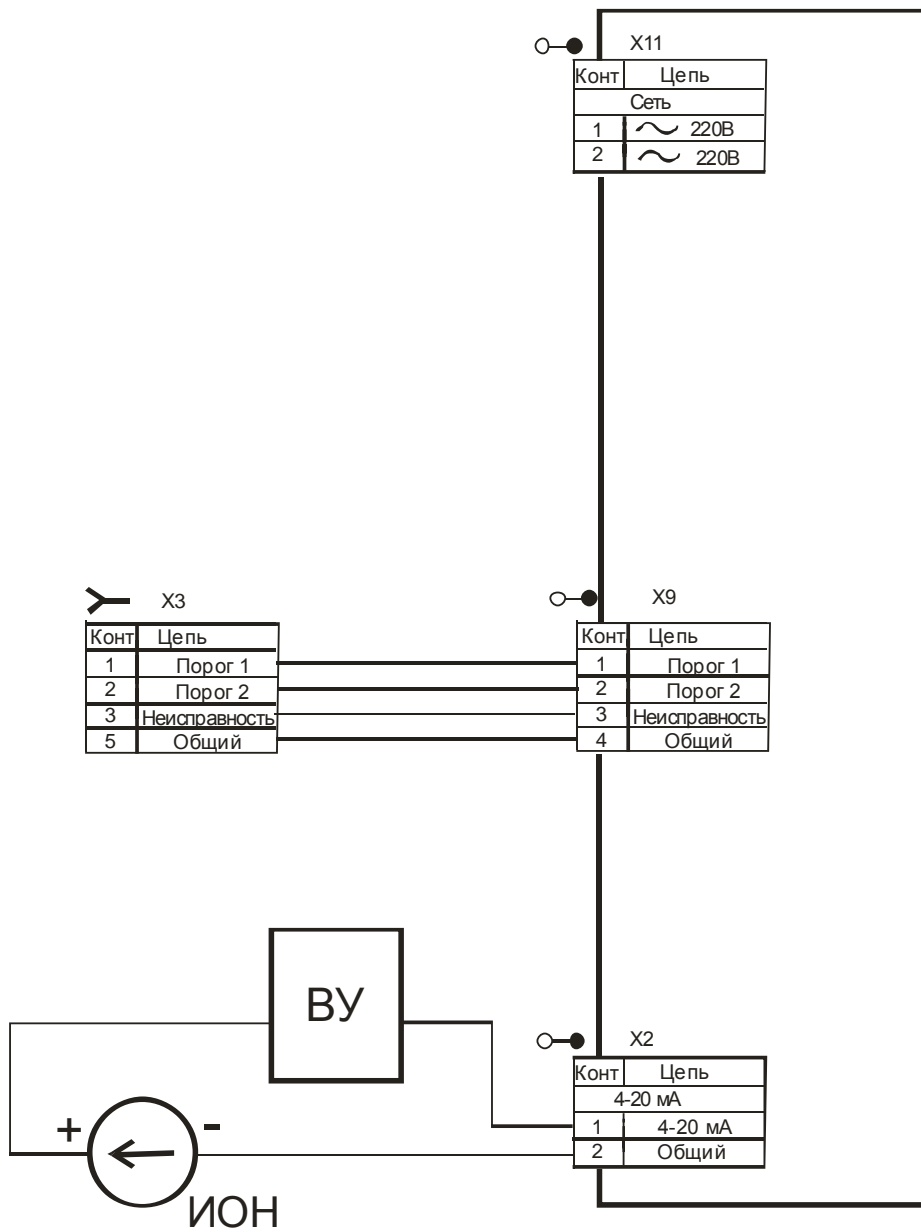 X11
Конт Цепь
Сеть
1 220В
2 220В
X3
Конт Цепь
1 Порог 1
2 Порог 2
3 Неисправность
5 Общий
X9
Конт Цепь
1 Порог 1
2 Порог 2
3 Неисправность
4 Общий
ВУ
X2
Конт Цепь
4-20 мА
1 4-20 мА
2 Общий
+ -
ИОН